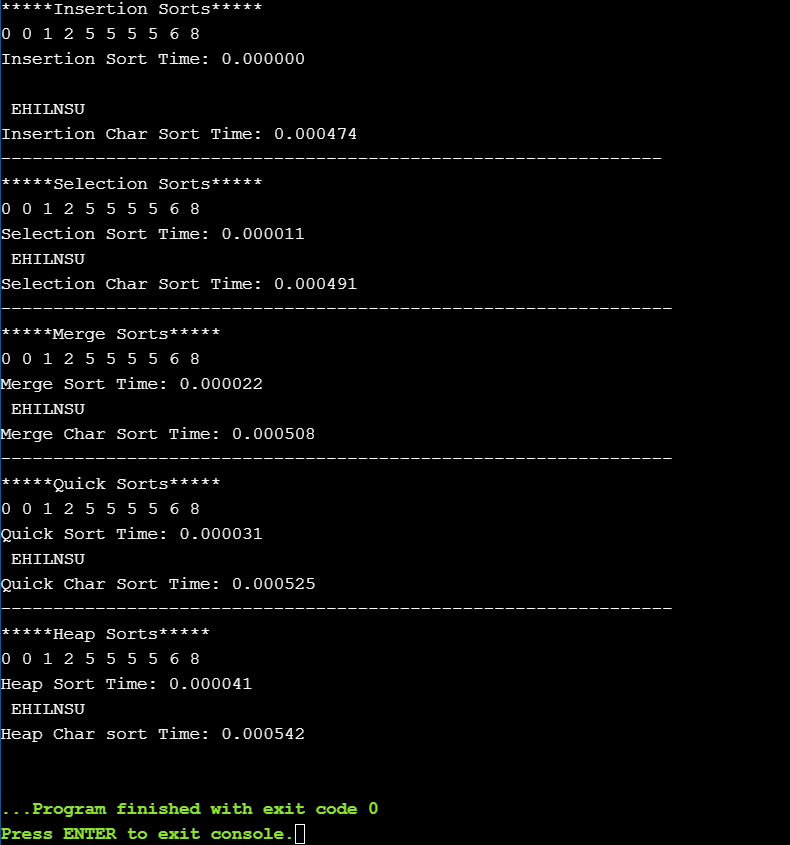 *****Insertion Sorts*****
0 0 1 2 5 5 5 5 6 8
Insertion Sort Time: 0.000000
 EHILNSU
Insertion Char Sort Time: 0.000474
---------------------------------------------------------------
*****Selection Sorts*****
0 0 1 2 5 5 5 5 6 8
Selection Sort Time: 0.000011
 EHILNSU
Selection Char Sort Time: 0.000491
----------------------------------------------------------------
*****Merge Sorts*****
0 0 1 2 5 5 5 5 6 8
Merge Sort Time: 0.000022
 EHILNSU
Merge Char Sort Time: 0.000508
----------------------------------------------------------------
*****Quick Sorts*****
0 0 1 2 5 5 5 5 6 8
Quick Sort Time: 0.000031
 EHILNSU
Quick Char Sort Time: 0.000525
----------------------------------------------------------------
*****Heap Sorts*****
0 0 1 2 5 5 5 5 6 8
Heap Sort Time: 0.000041
 EHILNSU
Heap Char sort Time: 0.000542
...Program finished with exit code 0
Press ENTER to exit console.